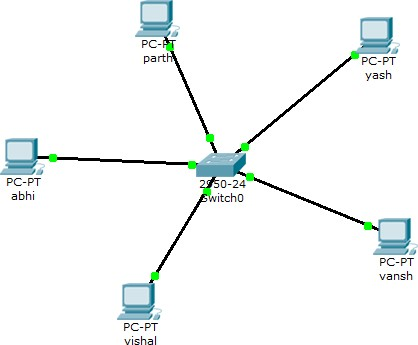 PC-PT
parth
PC-PT
yash
PC-PT
abhi
2950-24
Switch0
PC-PT
vansh
PC-PT
vishal